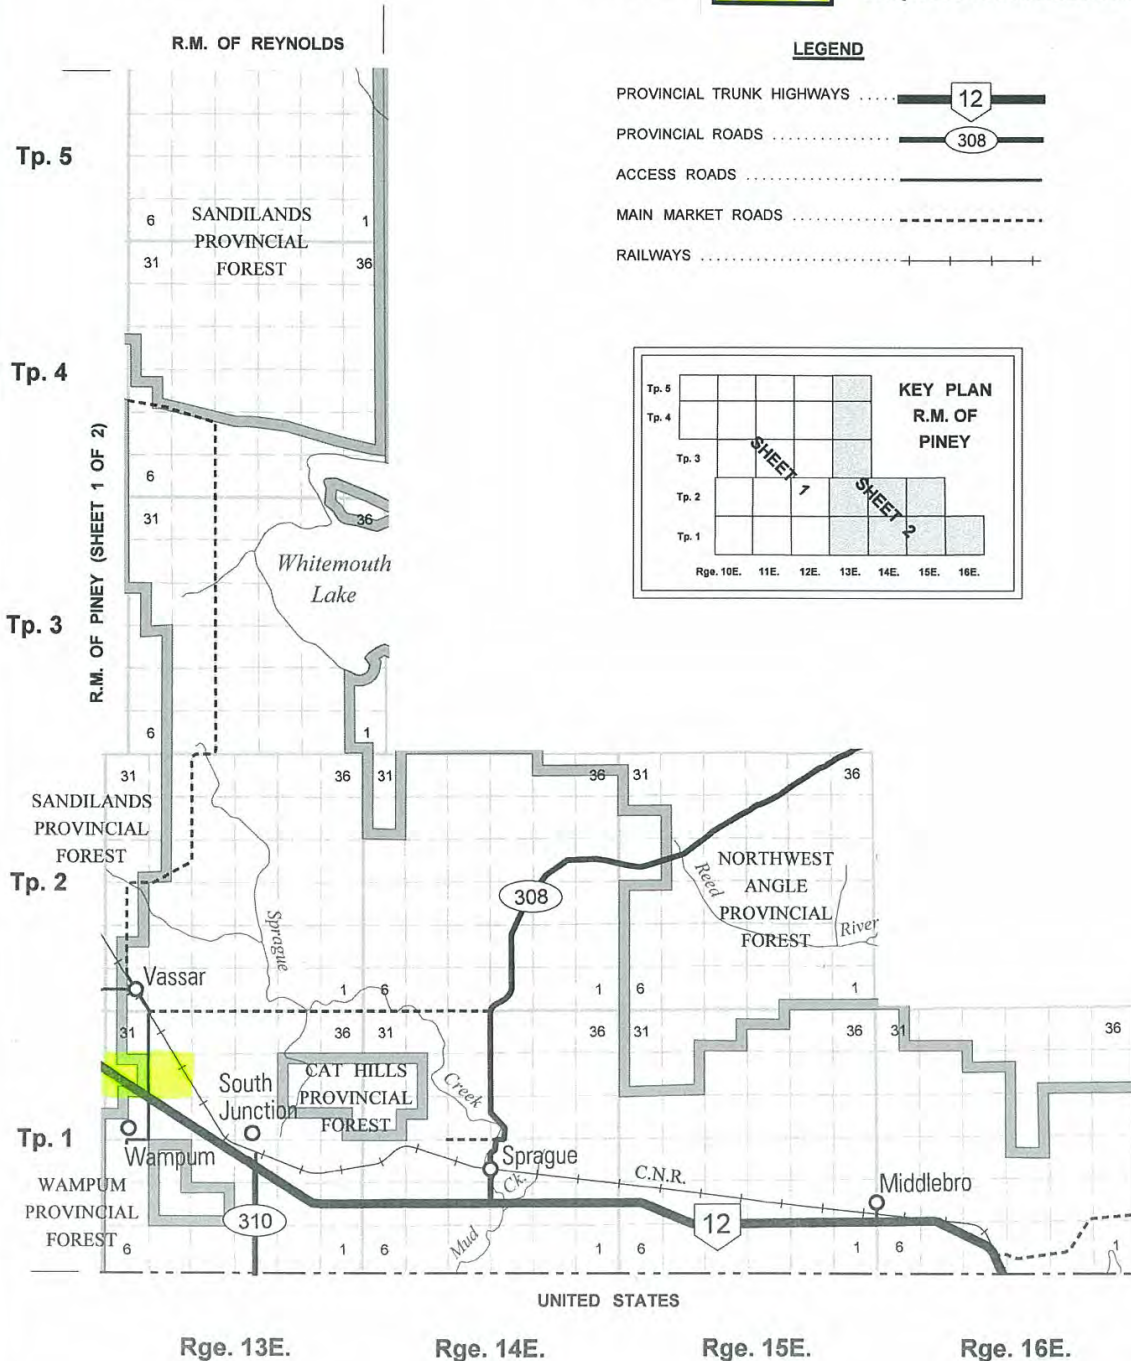 R.M. OF REYNOLDS
LEGEND
PROVINCIAL TRUNK HIGHWAYS ..... 12
PROVINCIAL ROADS ............... 308
ACCESS ROADS ...................
MAIN MARKET ROADS .............
RAILWAYS .........................
Tp. 5
6
SANDILANDS
PROVINCIAL
FOREST
1
31
36
Tp. 4
KEY PLAN
R.M. OF
PINEY
Tp. 5
Tp. 4
Tp. 3
Tp. 2
Tp. 1
SHEET 1
SHEET 2
Rge. 10E. 11E. 12E. 13E. 14E. 15E. 16E.
R.M. OF PINEY (SHEET 1 OF 2)
6
31
36
Whitemouth
Lake
Tp. 3
6
1
31
36
31
36
31
36
SANDILANDS
PROVINCIAL
FOREST
Tp. 2
308
Reed
River
NORTHWEST
ANGLE
PROVINCIAL
FOREST
Sprague
Creek
Vassar
1
6
1
6
1
31
36
31
36
31
36
31
36
CAT HILLS
PROVINCIAL
FOREST
South
Junction
Tp. 1
Wampum
Sprague
C.N.R.
Middlebro
WAMPUM
PROVINCIAL
FOREST
310
12
Mud
Ck.
6
1
6
1
6
1
6
1
UNITED STATES
Rge. 13E. Rge. 14E. Rge. 15E. Rge. 16E.